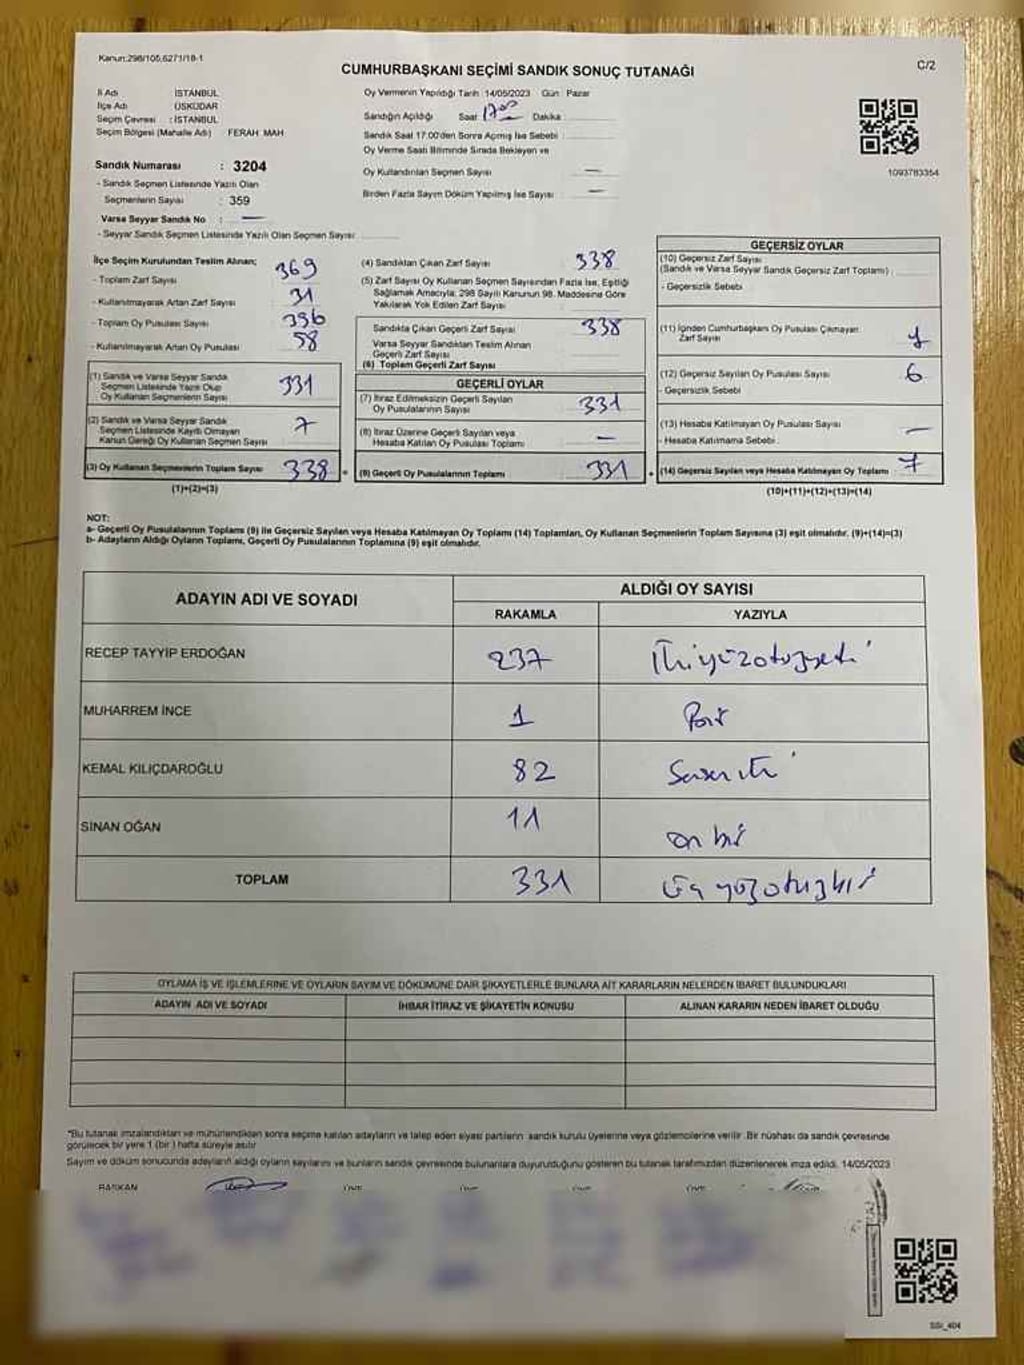 Kanun:298/105,6271/18-1
C/2
CUMHURBAŞKANI SEÇİMİ SANDIK SONUÇ TUTANAĞI
İl Adı : İSTANBUL
İlçe Adı : ÜSKÜDAR
Seçim Çevresi : İSTANBUL
Seçim Bölgesi (Mahalle Adı) FERAH MAH
Sandık Numarası : 3204
- Sandık Seçmen Listesinde Yazılı Olan
Seçmenlerin Sayısı : 359
Varsa Seyyar Sandık No : —
- Seyyar Sandık Seçmen Listesinde Yazılı Olan Seçmen Sayısı
Oy Vermenin Yapıldığı Tarih :14/05/2023 Gün : Pazar
Sandığın Açıldığı Saat 17:00 Dakika
Sandık Saat 17:00'den Sonra Açmış İse Sebebi :
Oy Verme Saati Bitiminde Sırada Bekleyen ve
Oy Kullandırılan Seçmen Sayısı —
Birden Fazla Sayım Döküm Yapılmış İse Sayısı —
1093783354
İlçe Seçim Kurulundan Teslim Alınan;
- Toplam Zarf Sayısı 369
- Kullanılmayarak Artan Zarf Sayısı 31
- Toplam Oy Pusulası Sayısı 396
- Kullanılmayarak Artan Oy Pusulası 58
(1) Sandık ve Varsa Seyyar Sandık
Seçmen Listesinde Yazılı Olup
Oy Kullanan Seçmenlerin Sayısı 331
(2) Sandık ve Varsa Seyyar Sandık
Seçmen Listesinde Kayıtlı Olmayan
Kanun Gereği Oy Kullanan Seçmen Sayısı 7
(3) Oy Kullanan Seçmenlerin Toplam Sayısı 338
(1)+(2)=(3)
(4) Sandıktan Çıkan Zarf Sayısı 338
(5) Zarf Sayısı Oy Kullanan Seçmen Sayısından Fazla İse, Eşitliği
Sağlamak Amacıyla; 298 Sayılı Kanunun 98. Maddesine Göre
Yakılarak Yok Edilen Zarf Sayısı
Sandıkta Çıkan Geçerli Zarf Sayısı 338
Varsa Seyyar Sandıktan Teslim Alınan
Geçerli Zarf Sayısı
(6) Toplam Geçerli Zarf Sayısı
GEÇERLİ OYLAR
(7) İtiraz Edilmeksizin Geçerli Sayılan
Oy Pusulalarının Sayısı 331
(8) İtiraz Üzerine Geçerli Sayılan veya
Hesaba Katılan Oy Pusulası Toplamı —
(9) Geçerli Oy Pusulalarının Toplamı 331
GEÇERSİZ OYLAR
(10) Geçersiz Zarf Sayısı
(Sandık ve Varsa Seyyar Sandık Geçersiz Zarf Toplamı) :
- Geçersizlik Sebebi
(11) İçinden Cumhurbaşkanı Oy Pusulası Çıkmayan
Zarf Sayısı 1
(12) Geçersiz Sayılan Oy Pusulası Sayısı 6
- Geçersizlik Sebebi
(13) Hesaba Katılmayan Oy Pusulası Sayısı —
- Hesaba Katılmama Sebebi :
(14) Geçersiz Sayılan veya Hesaba Katılmayan Oy Toplamı 7
(10)+(11)+(12)+(13)=(14)
NOT:
a- Geçerli Oy Pusulalarının Toplamı (9) ile Geçersiz Sayılan veya Hesaba Katılmayan Oy Toplamı (14) Toplamları, Oy Kullanan Seçmenlerin Toplam Sayısına (3) eşit olmalıdır. (9)+(14)=(3)
b- Adayların Aldığı Oyların Toplamı, Geçerli Oy Pusulalarının Toplamına (9) eşit olmalıdır.
ADAYIN ADI VE SOYADI ALDIĞI OY SAYISI
RAKAMLA YAZIYLA
RECEP TAYYİP ERDOĞAN 237 ikiyüzotuzyedi
MUHARREM İNCE 1 Bir
KEMAL KILIÇDAROĞLU 82 Seksen iki
SİNAN OĞAN 11 on bir
TOPLAM 331 üç yüz otuz bir
OYLAMA İŞ VE İŞLEMLERİNE VE OYLARIN SAYIM VE DÖKÜMÜNE DAİR ŞİKAYETLERLE BUNLARA AİT KARARLARIN NELERDEN İBARET BULUNDUKLARI
ADAYIN ADI VE SOYADI İHBAR İTİRAZ VE ŞİKAYETİN KONUSU ALINAN KARARIN NEDEN İBARET OLDUĞU
*Bu tutanak imzalandıktan ve mühürlendikten sonra seçime katılan adayların ve talep eden siyasi partilerin sandık kurulu üyelerine veya gözlemcilerine verilir. Bir nüshası da sandık çevresinde
görülecek bir yere 1 (bir ) hafta süreyle asılır
Sayım ve döküm sonucunda adayların aldığı oyların sayılarını ve bunların sandık çevresinde bulunanlara duyurulduğunu gösteren bu tutanak tarafımızdan düzenlenerek imza edildi. 14/05/2023
BAŞKAN ÜYE ÜYE ÜYE ÜYE
SSI_404